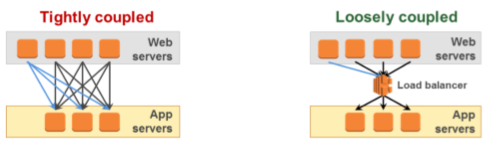 Tightly coupled
Web
servers
App
servers
Loosely coupled
Web
servers
Load balancer
App
servers